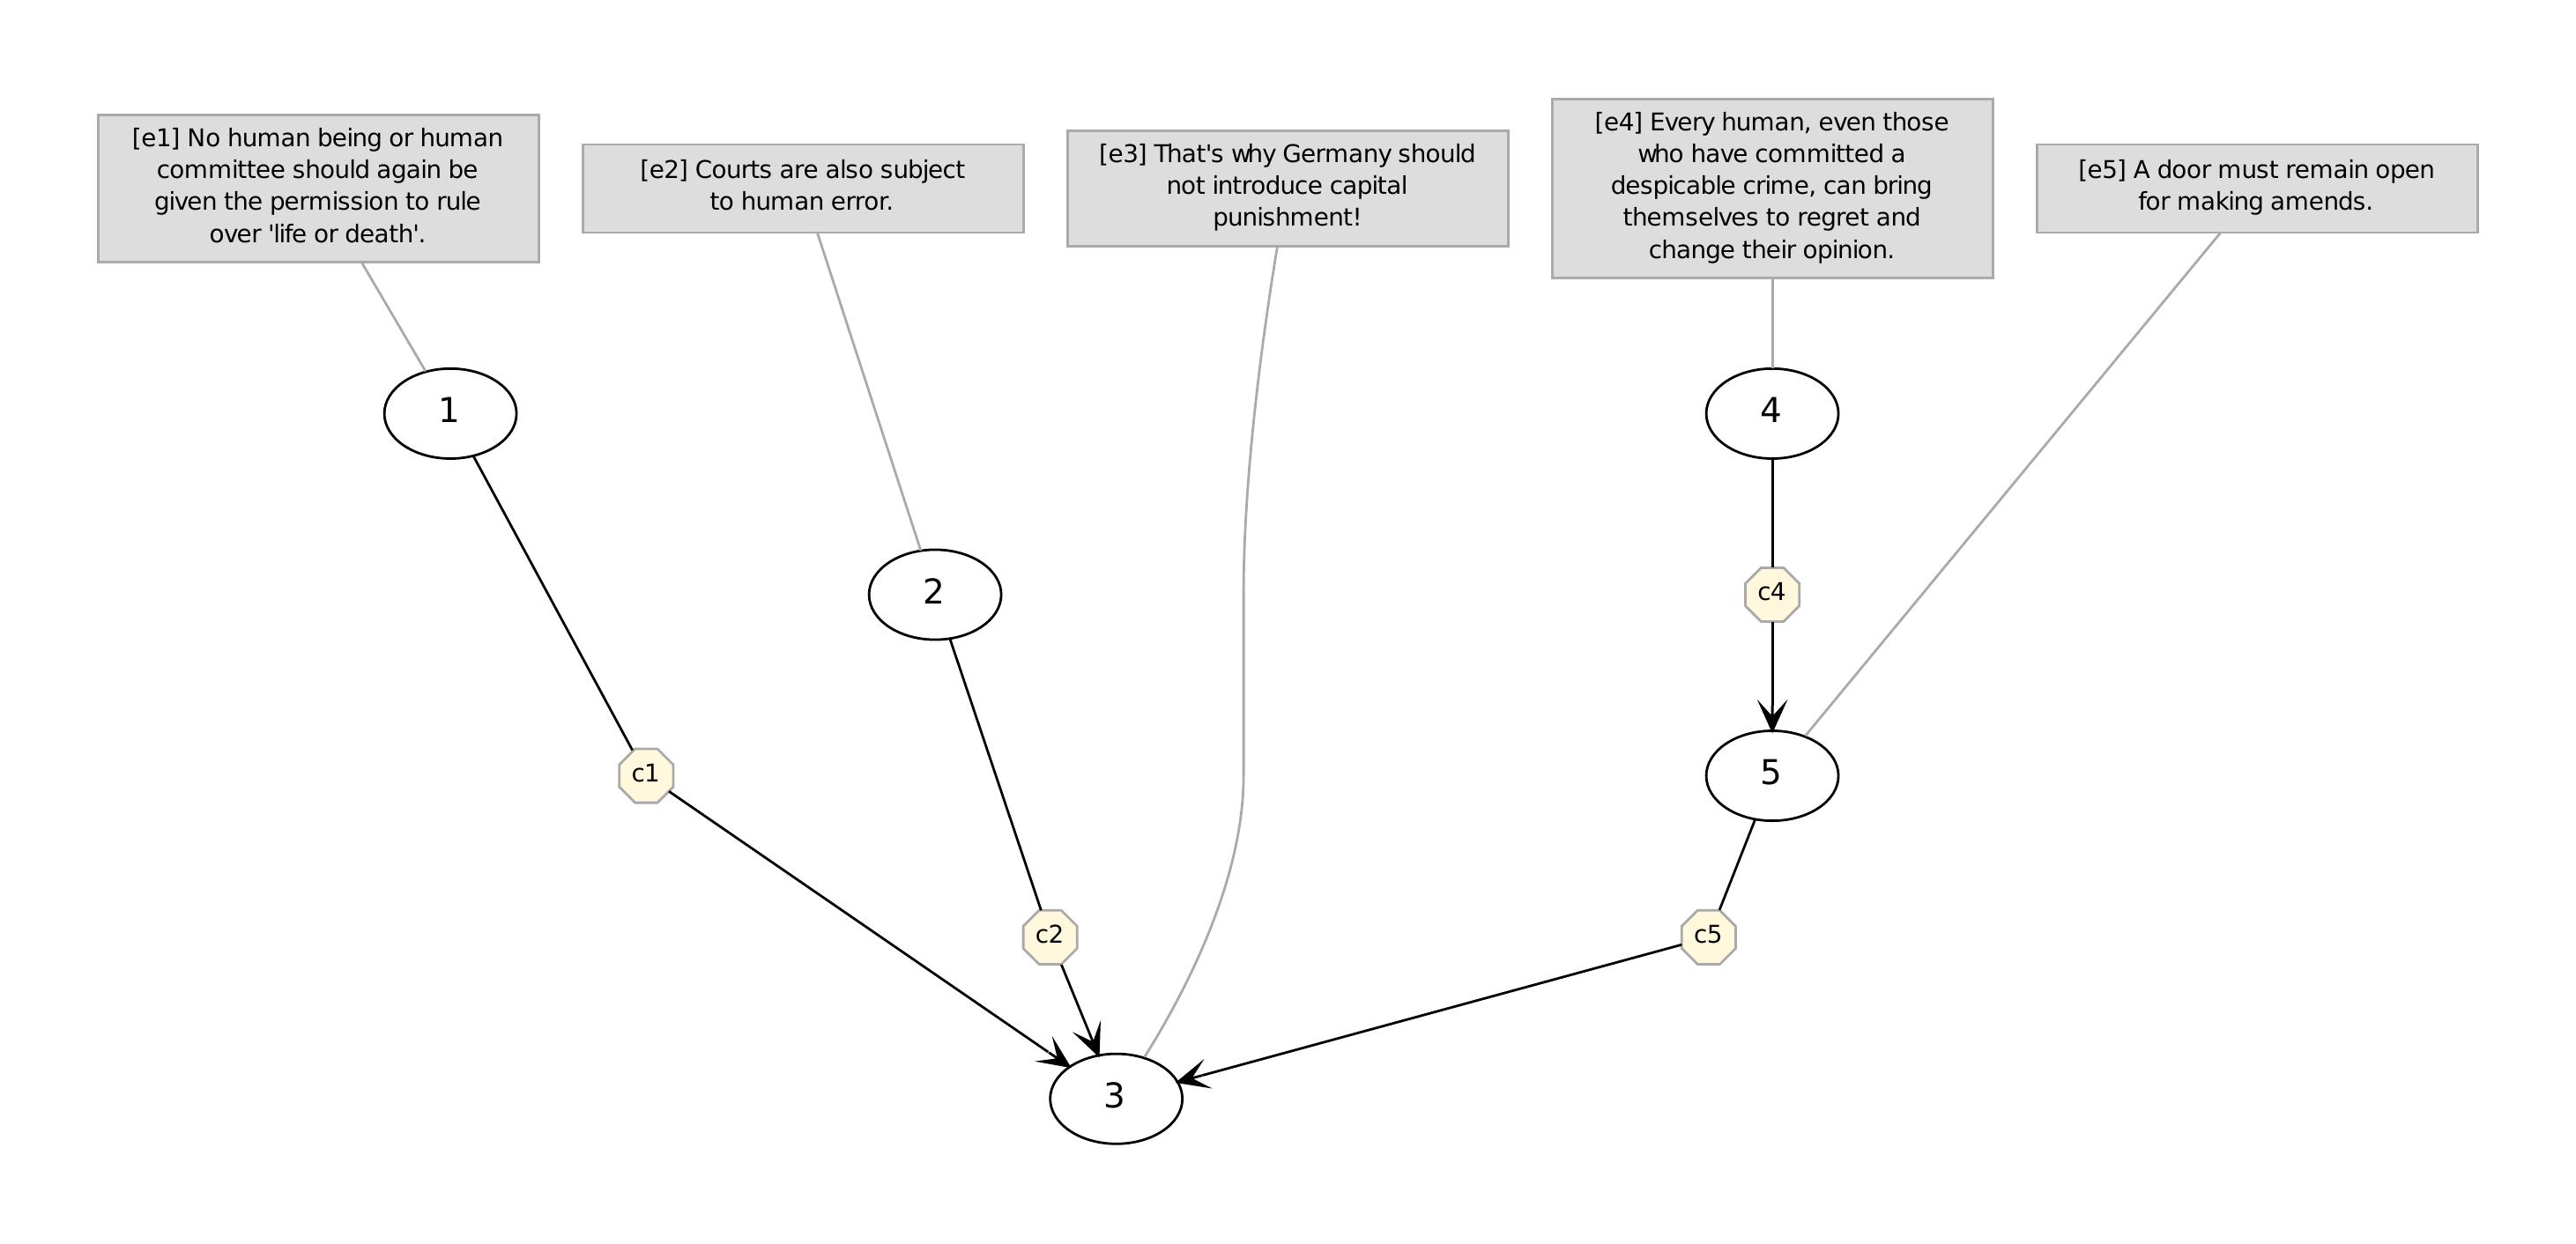 [e1] No human being or human
committee should again be
given the permission to rule
over 'life or death'.
[e2] Courts are also subject
to human error.
[e3] That's why Germany should
not introduce capital
punishment!
[e4] Every human, even those
who have committed a
despicable crime, can bring
themselves to regret and
change their opinion.
[e5] A door must remain open
for making amends.
1
4
2
c4
c1
5
c2
c5
3